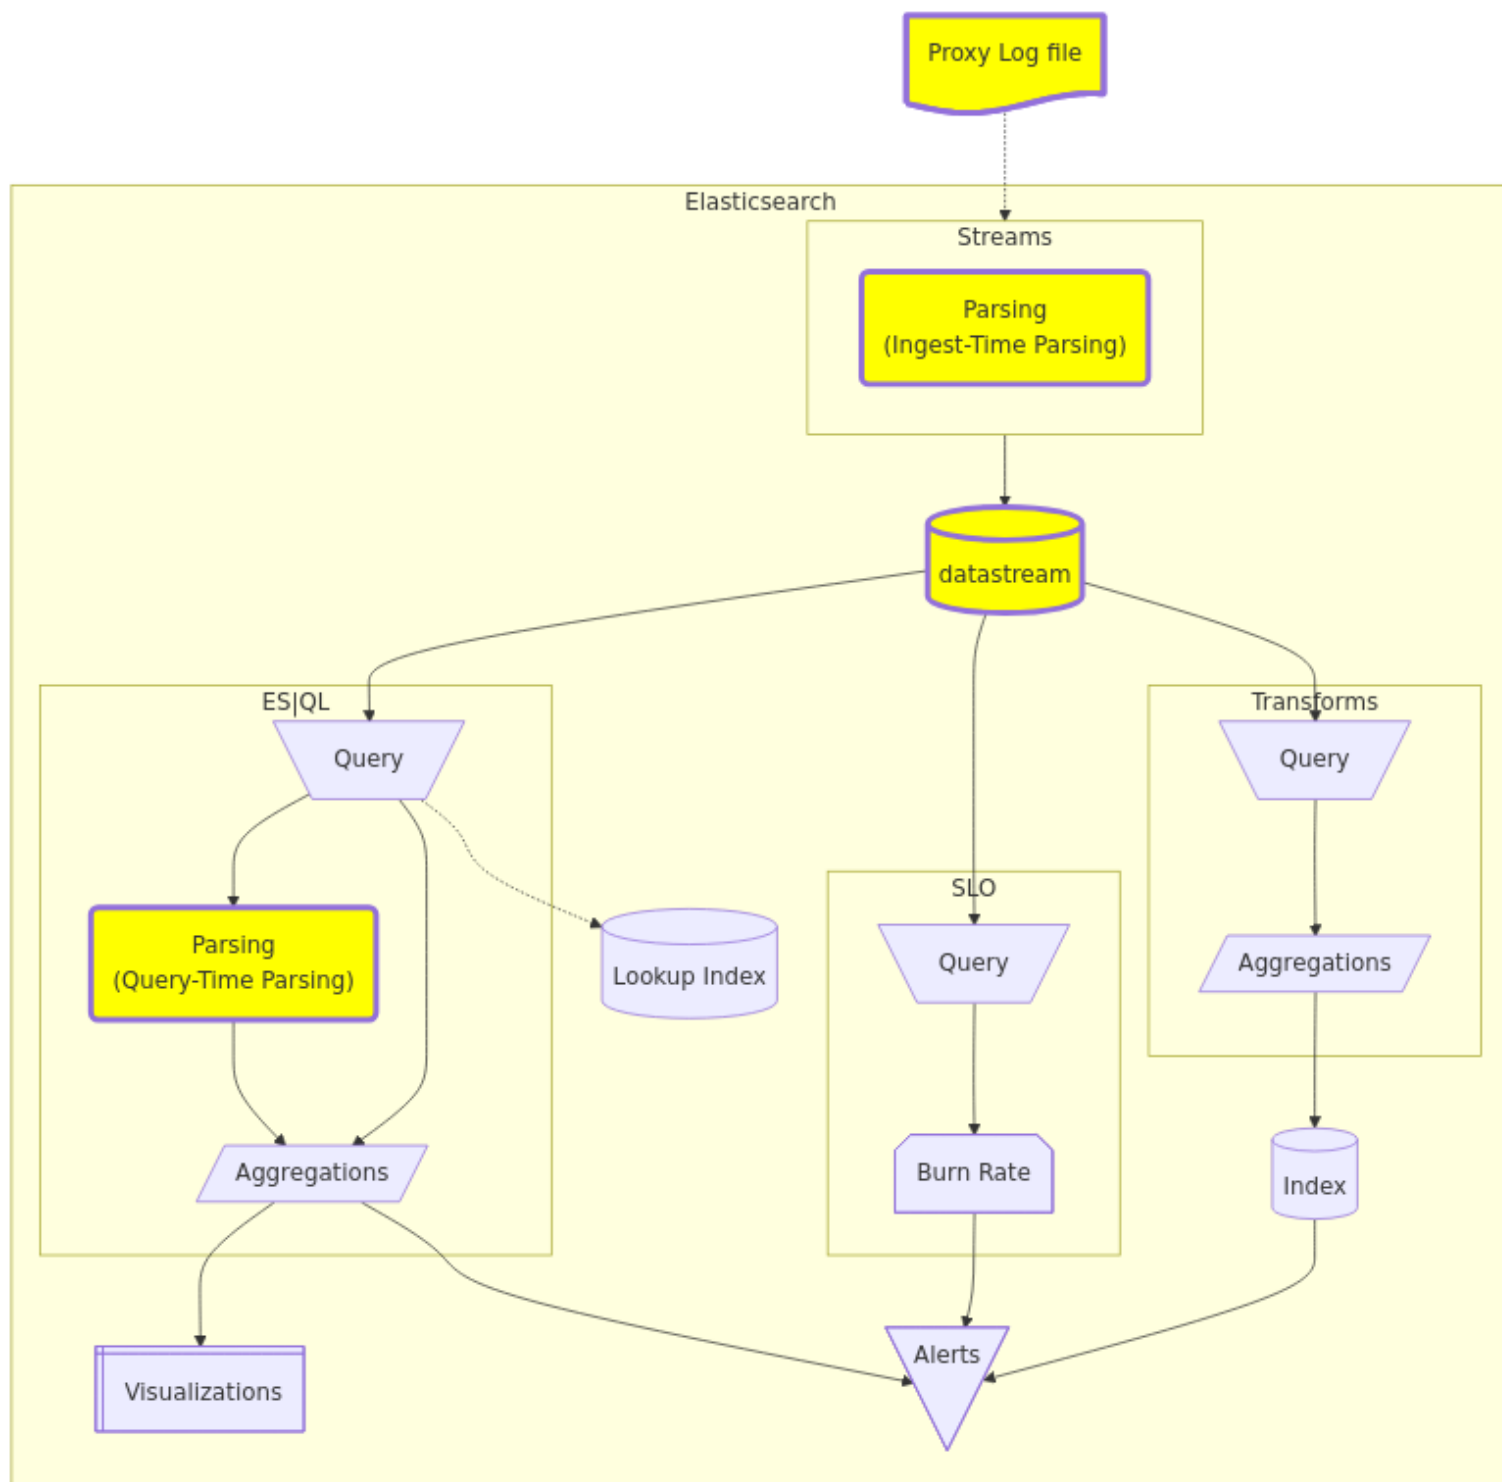 Proxy Log file
Elasticsearch
Streams
Parsing
(Ingest-Time Parsing)
datastream
ES|QL
Query
Transforms
Query
Parsing
(Query-Time Parsing)
Lookup Index
SLO
Query
Aggregations
Aggregations
Burn Rate
Index
Visualizations
Alerts